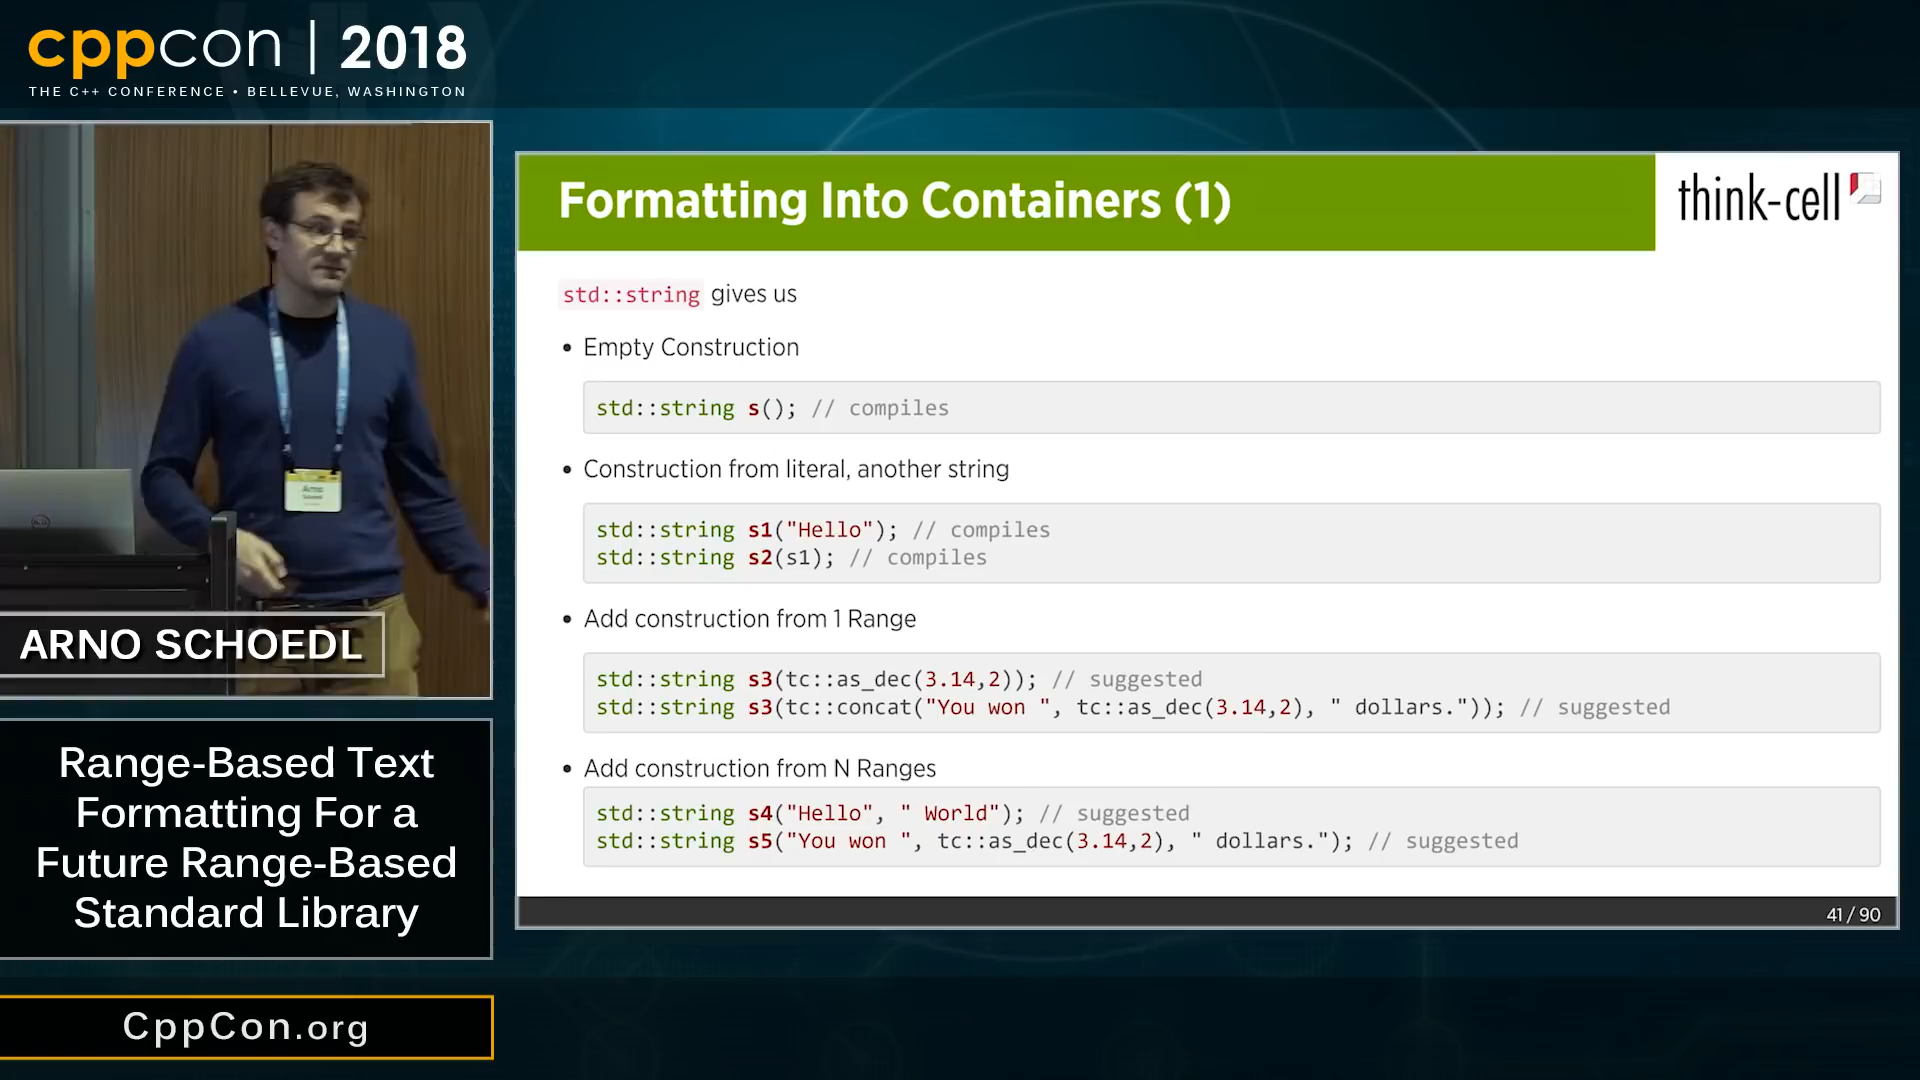 cppcon | 2018
THE C++ CONFERENCE • BELLEVUE, WASHINGTON
Arno
ARNO SCHOEDL
Range-Based Text
Formatting For a
Future Range-Based
Standard Library
CppCon.org
Formatting Into Containers (1)
think-cell
std::string gives us
• Empty Construction
std::string s(); // compiles
• Construction from literal, another string
std::string s1("Hello"); // compiles
std::string s2(s1); // compiles
• Add construction from 1 Range
std::string s3(tc::as_dec(3.14,2)); // suggested
std::string s3(tc::concat("You won ", tc::as_dec(3.14,2), " dollars.")); // suggested
• Add construction from N Ranges
std::string s4("Hello", " World"); // suggested
std::string s5("You won ", tc::as_dec(3.14,2), " dollars."); // suggested
41 / 90